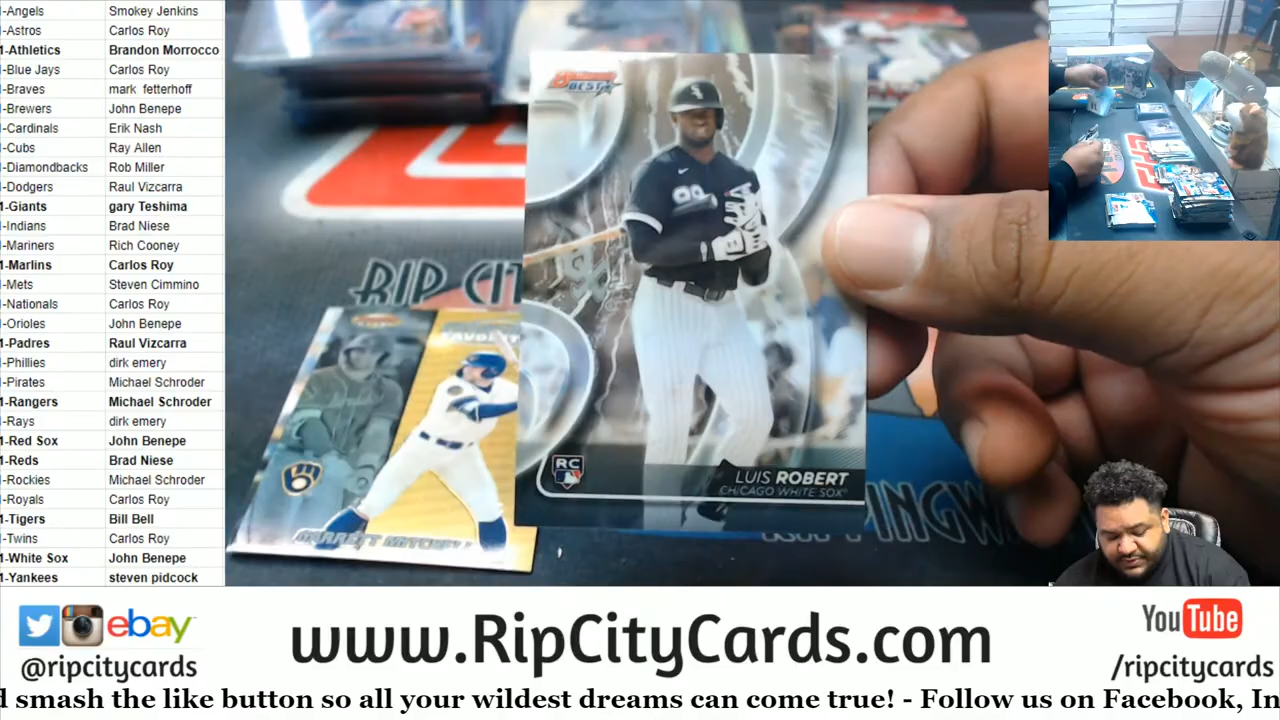 -Angels Smokey Jenkins
-Astros Carlos Roy
1-Athletics Brandon Morrocco
-Blue Jays Carlos Roy
-Braves mark fetterhoff
-Brewers John Benepe
-Cardinals Erik Nash
-Cubs Ray Allen
-Diamondbacks Rob Miller
-Dodgers Raul Vizcarra
1-Giants gary Teshima
-Indians Brad Niese
-Mariners Rich Cooney
1-Marlins Carlos Roy
-Mets Steven Cimmino
-Nationals Carlos Roy
-Orioles John Benepe
1-Padres Raul Vizcarra
-Phillies dirk emery
-Pirates Michael Schroder
1-Rangers Michael Schroder
-Rays dirk emery
1-Red Sox John Benepe
1-Reds Brad Niese
-Rockies Michael Schroder
-Royals Carlos Roy
1-Tigers Bill Bell
-Twins Carlos Roy
1-White Sox John Benepe
1-Yankees steven pidcock
Bowman's
BEST
RC
LUIS ROBERT
CHICAGO WHITE SOX
RIP CIT
GARRETT MITCHELL
PINGW
ebay
@ripcitycards
www.RipCityCards.com
YouTube
/ripcitycards
d smash the like button so all your wildest dreams can come true! - Follow us on Facebook, In